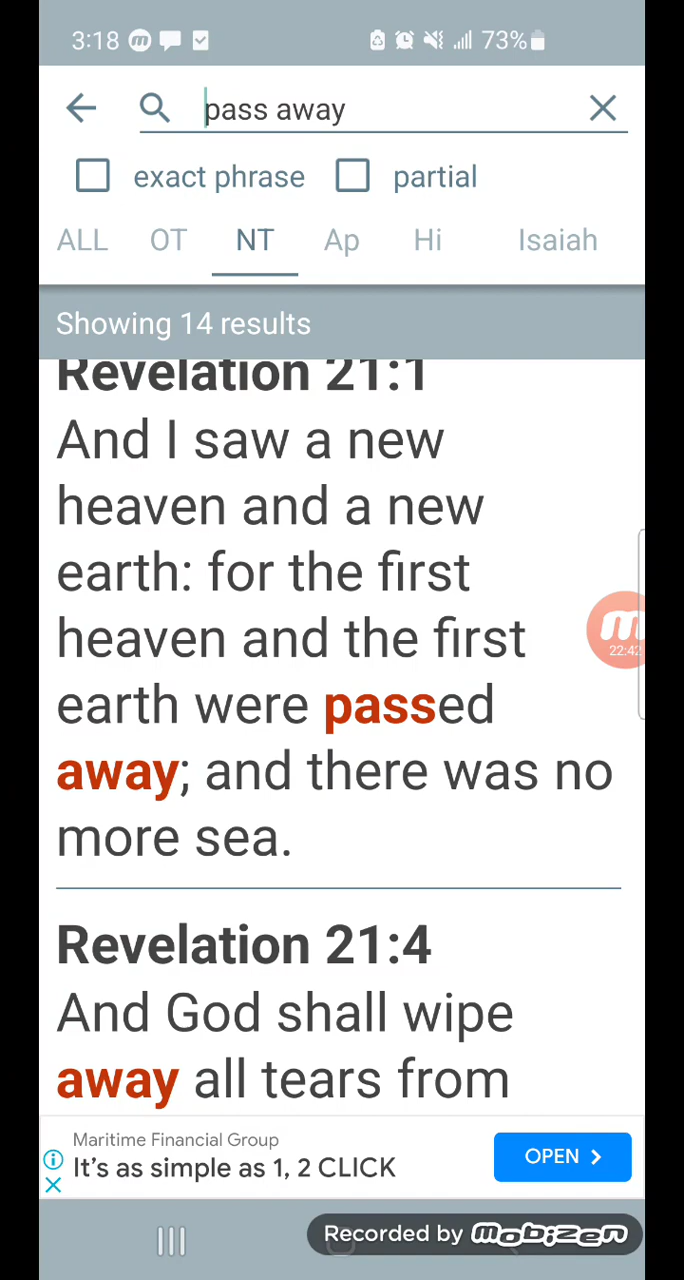 3:18 m 73%
pass away
exact phrase partial
ALL OT NT Ap Hi Isaiah
Showing 14 results
Revelation 21:1
And I saw a new
heaven and a new
earth: for the first
heaven and the first
earth were passed
away; and there was no
more sea.
m
22:42
Revelation 21:4
And God shall wipe
away all tears from
Maritime Financial Group
It's as simple as 1, 2 CLICK
OPEN
Recorded by mobizen